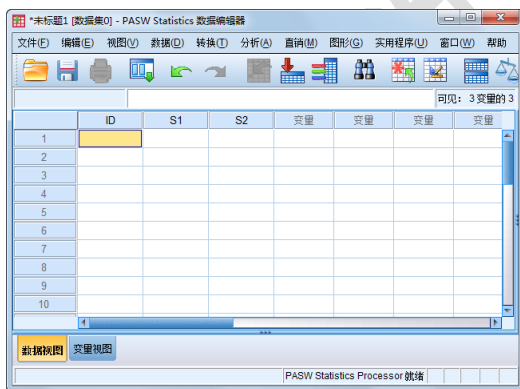 *未标题1 [数据集0] - PASW Statistics 数据编辑器
文件(F) 编辑(E) 视图(V) 数据(D) 转换(T) 分析(A) 直销(M) 图形(G) 实用程序(U) 窗口(W) 帮助
可见: 3 变量的 3
ID S1 S2 变量 变量 变量 变量
1
2
3
4
5
6
7
8
9
10
数据视图 变量视图
PASW Statistics Processor 就绪